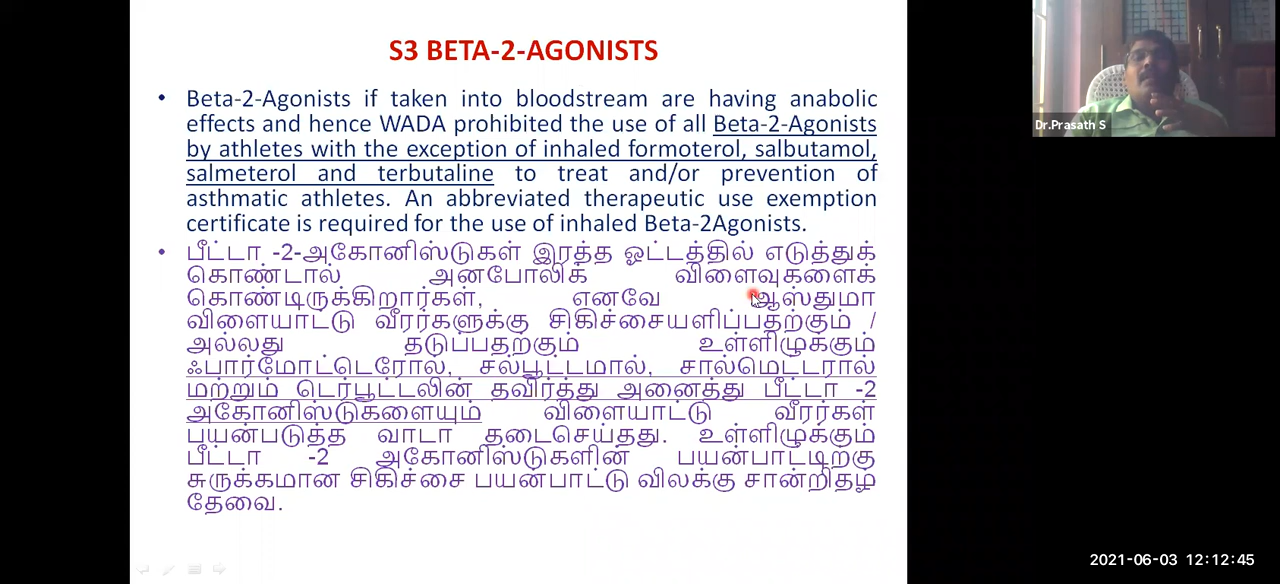 S3 BETA-2-AGONISTS
• Beta-2-Agonists if taken into bloodstream are having anabolic
effects and hence WADA prohibited the use of all Beta-2-Agonists
by athletes with the exception of inhaled formoterol, salbutamol,
salmeterol and terbutaline to treat and/or prevention of
asthmatic athletes. An abbreviated therapeutic use exemption
certificate is required for the use of inhaled Beta-2Agonists.
• பீட்டா -2-அகோனிஸ்டுகள் இரத்த ஓட்டத்தில் எடுத்துக்
கொண்டால் அனபோலிக் விளைவுகளைக்
கொண்டிருக்கிறார்கள், எனவே ஆஸ்துமா
விளையாட்டு வீரர்களுக்கு சிகிச்சையளிப்பதற்கும் /
அல்லது தடுப்பதற்கும் உள்ளிழுக்கும்
ஃபார்மோட்டெரோல், சல்பூட்டமால், சால்மெட்டரால்
மற்றும் டெர்பூட்டலின் தவிர்த்து அனைத்து பீட்டா -2
அகோனிஸ்டுகளையும் விளையாட்டு வீரர்கள்
பயன்படுத்த வாடா தடைசெய்தது. உள்ளிழுக்கும்
பீட்டா -2 அகோனிஸ்டுகளின் பயன்பாட்டிற்கு
சுருக்கமான சிகிச்சை பயன்பாட்டு விலக்கு சான்றிதழ்
தேவை.
Dr.Prasath S
2021-06-03 12:12:45